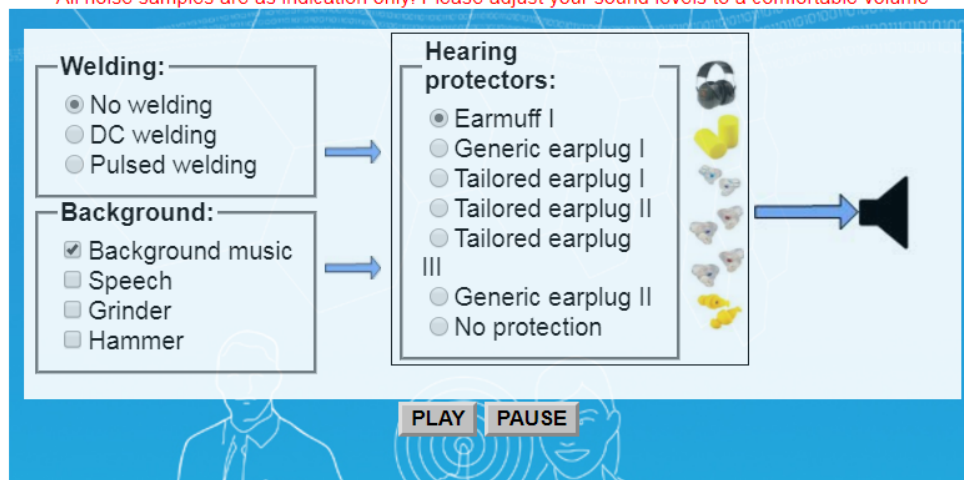 All noise samples are as indication only! Please adjust your sound levels to a comfortable volume
Welding:
No welding
DC welding
Pulsed welding
Background:
Background music
Speech
Grinder
Hammer
Hearing
protectors:
Earmuff I
Generic earplug I
Tailored earplug I
Tailored earplug II
Tailored earplug
III
Generic earplug II
No protection
PLAY
PAUSE